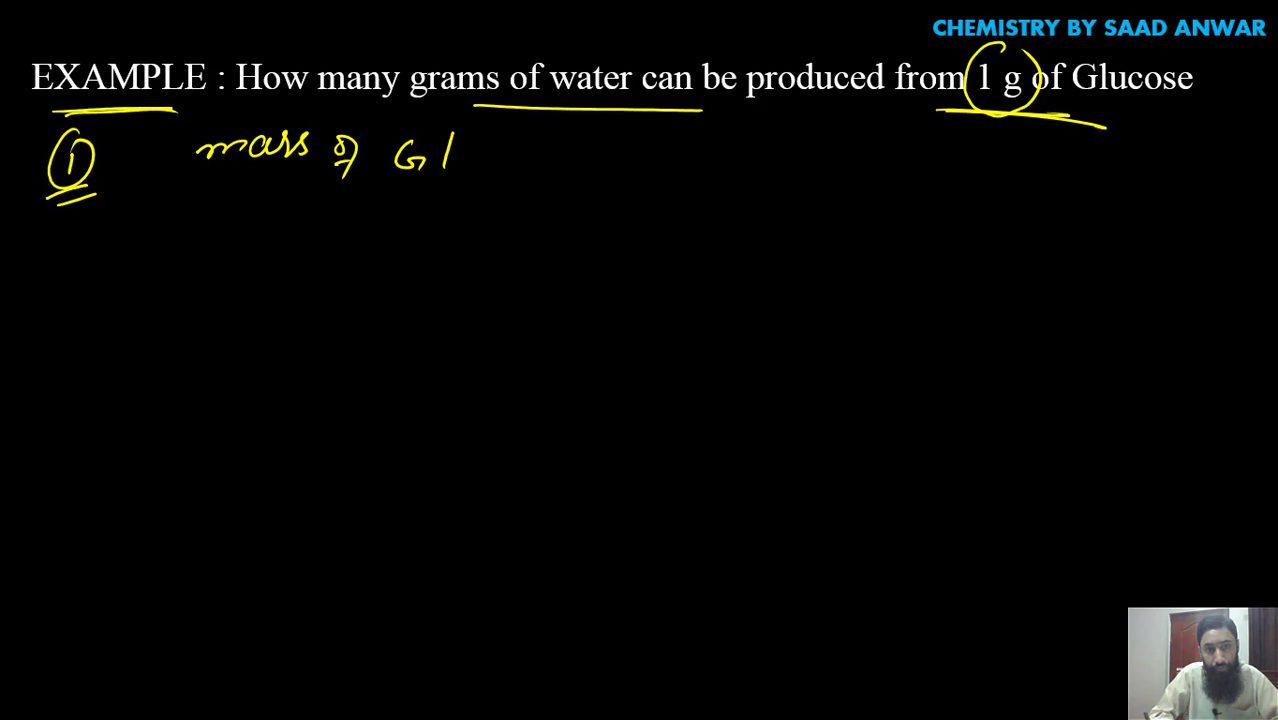 CHEMISTRY BY SAAD ANWAR
EXAMPLE : How many grams of water can be produced from 1 g of Glucose
① mass of Gl